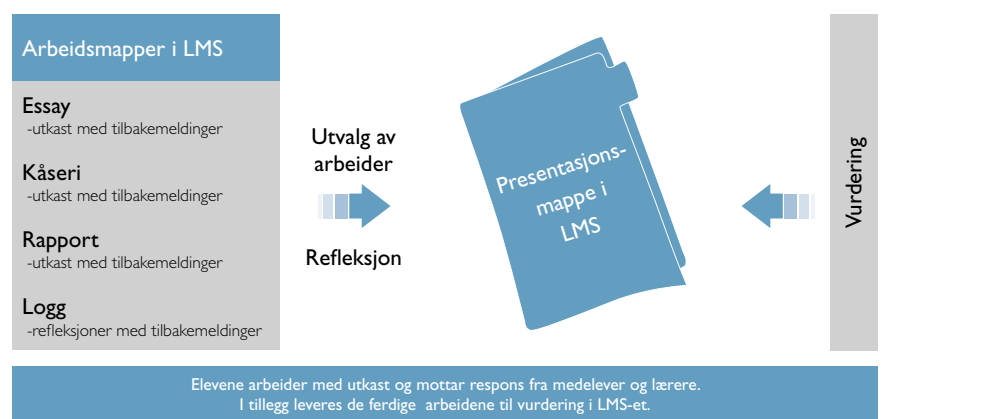 Arbeidsmapper i LMS
Essay
-utkast med tilbakemeldinger
Kåseri
-utkast med tilbakemeldinger
Rapport
-utkast med tilbakemeldinger
Logg
-refleksjoner med tilbakemeldinger
Utvalg av
arbeider
Refleksjon
Presentasjons-
mappe i
LMS
Vurdering
Elevene arbeider med utkast og mottar respons fra medelever og lærere.
I tillegg leveres de ferdige arbeidene til vurdering i LMS-et.